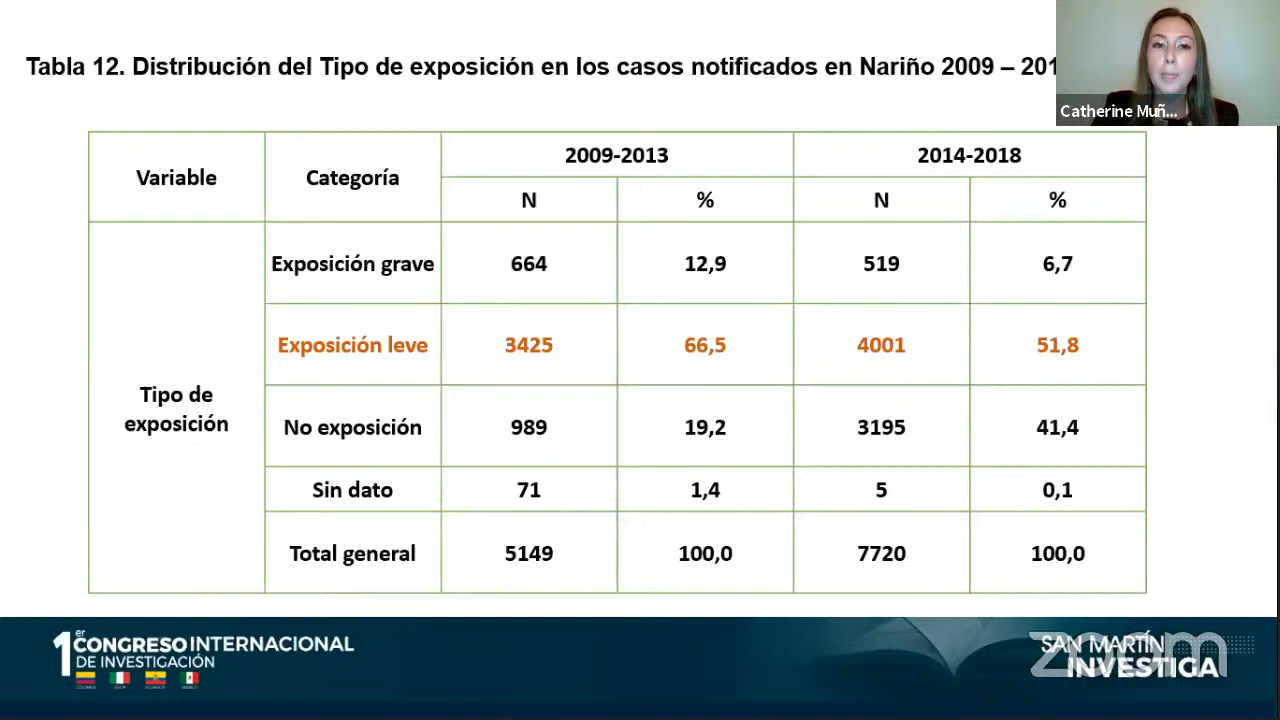 Tabla 12. Distribución del Tipo de exposición en los casos notificados en Nariño 2009 – 201
Catherine Muñ...
Variable Categoría 2009-2013 2014-2018
N % N %
Exposición grave 664 12,9 519 6,7
Exposición leve 3425 66,5 4001 51,8
Tipo de
exposición
No exposición 989 19,2 3195 41,4
Sin dato 71 1,4 5 0,1
Total general 5149 100,0 7720 100,0
1er CONGRESO INTERNACIONAL
DE INVESTIGACIÓN
SAN MARTÍN
INVESTIGA
zoom